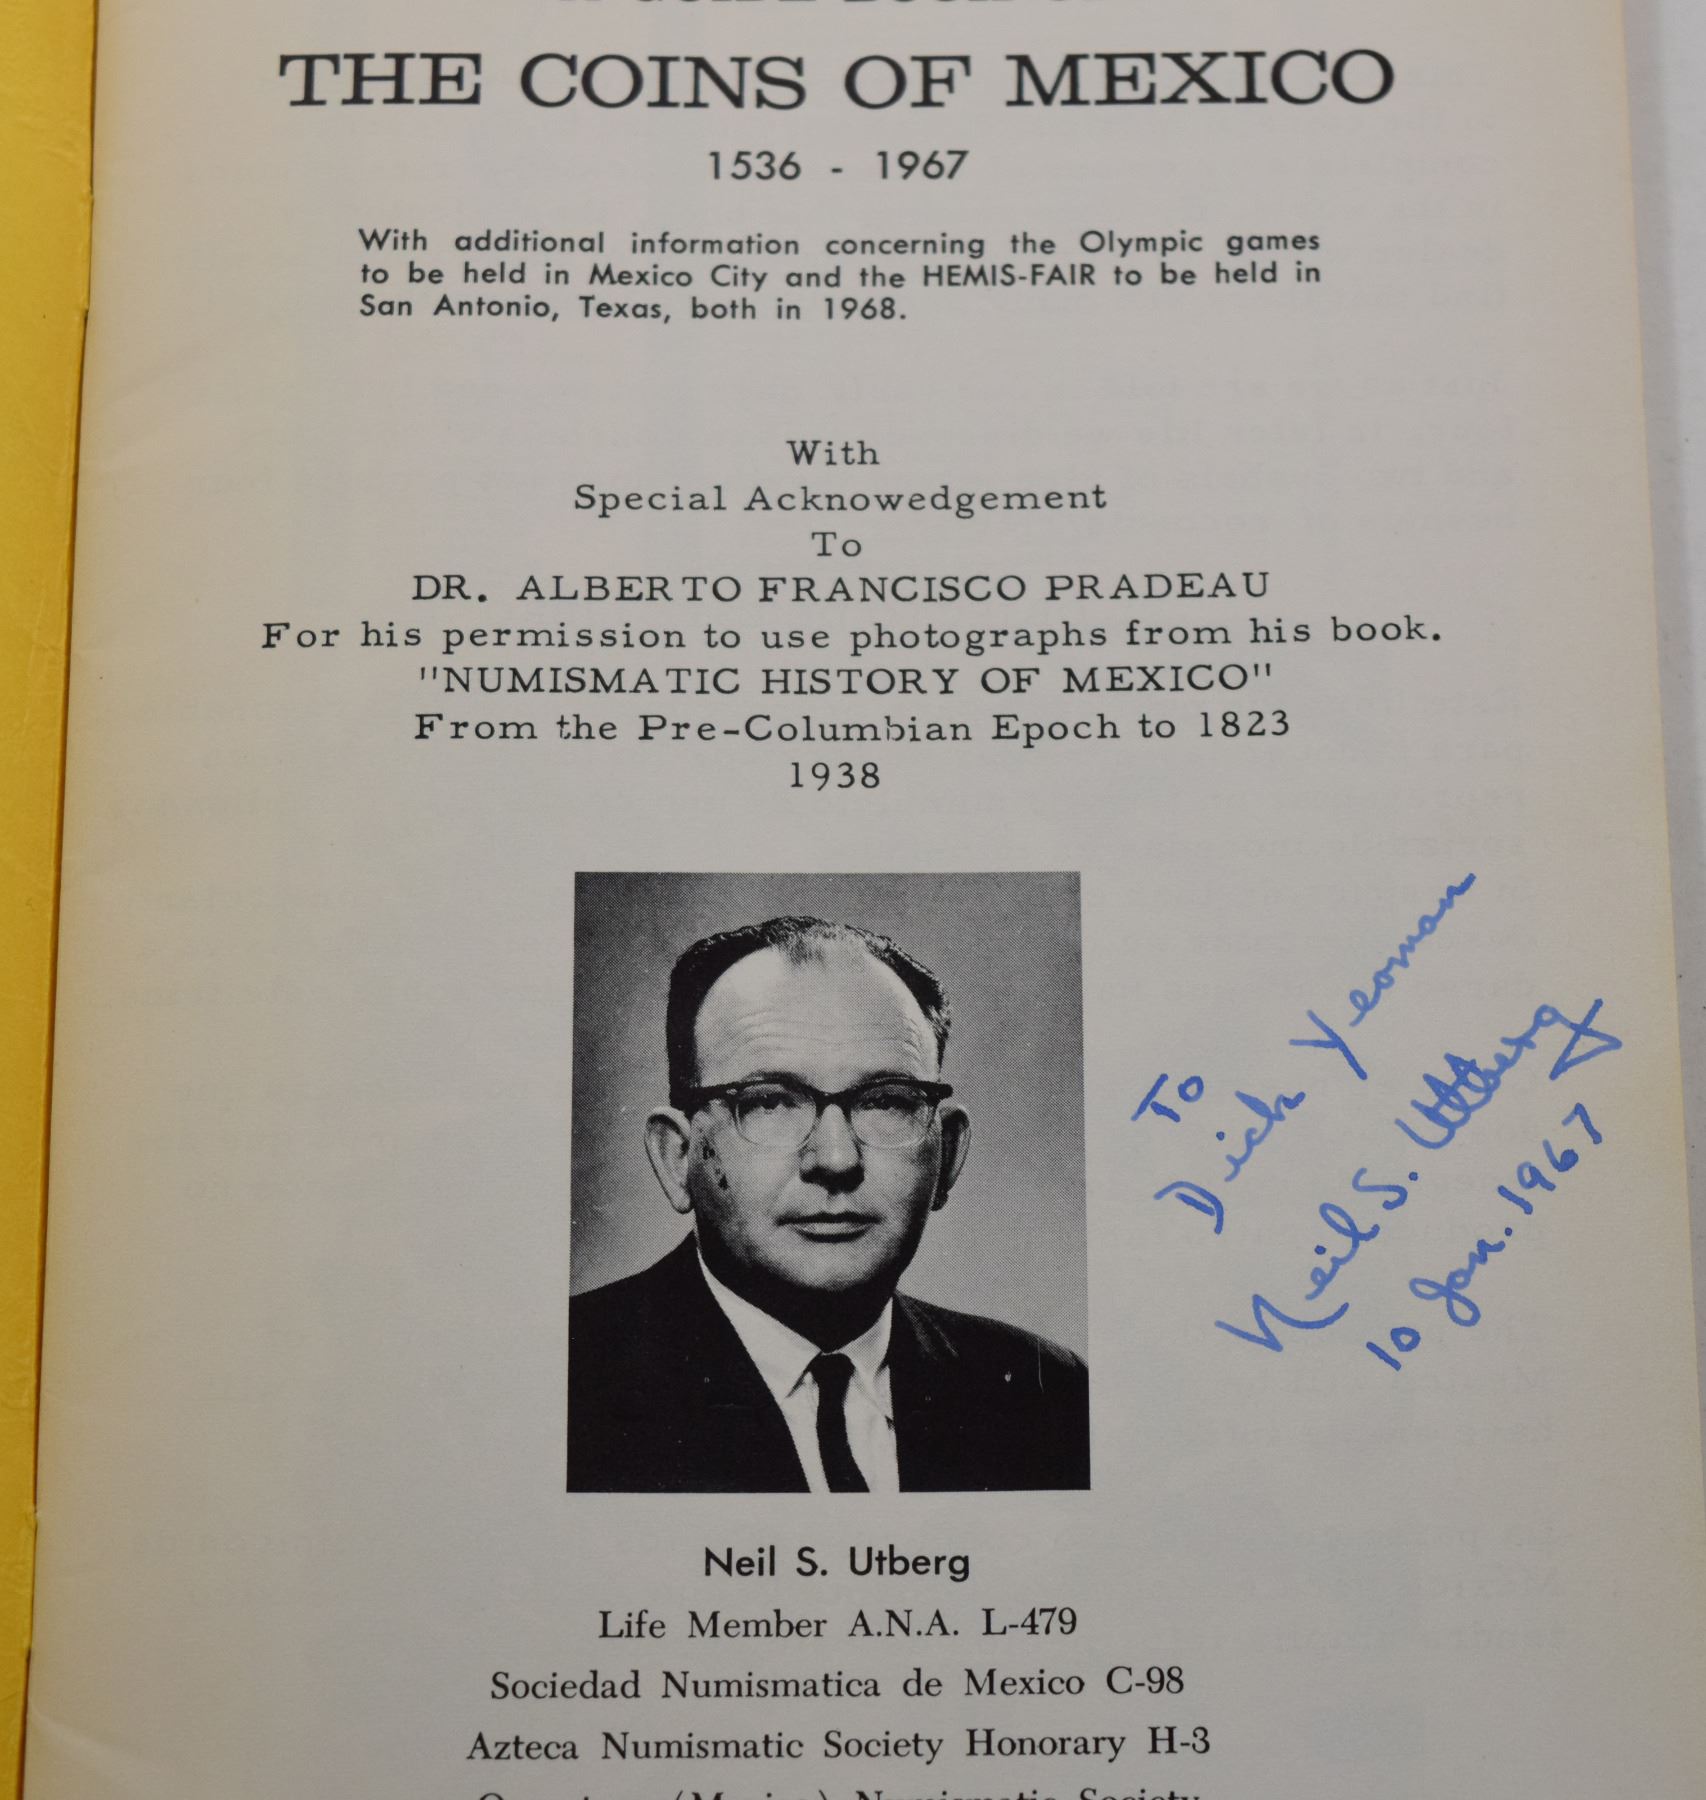 THE COINS OF MEXICO
1536 - 1967
With additional information concerning the Olympic games
to be held in Mexico City and the HEMIS-FAIR to be held in
San Antonio, Texas, both in 1968.
With
Special Acknowedgement
To
DR. ALBERTO FRANCISCO PRADEAU
For his permission to use photographs from his book.
"NUMISMATIC HISTORY OF MEXICO"
From the Pre-Columbian Epoch to 1823
1938
To
Dick Yeoman
Neil S. Utberg
10 Jan. 1967
Neil S. Utberg
Life Member A.N.A. L-479
Sociedad Numismatica de Mexico C-98
Azteca Numismatic Society Honorary H-3
(Mexico) Numismatic Society